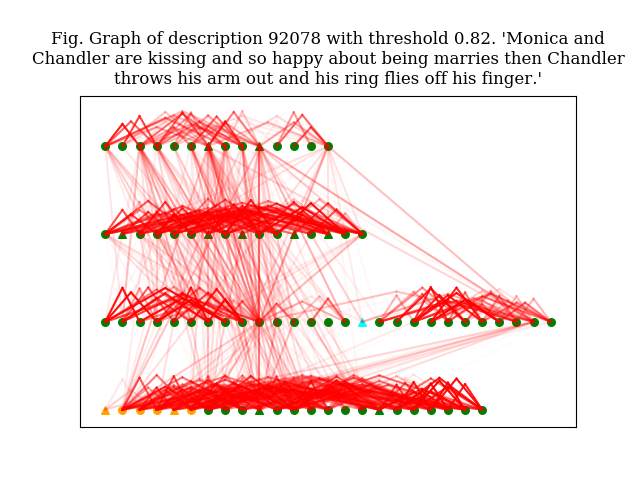 Fig. Graph of description 92078 with threshold 0.82. 'Monica and
Chandler are kissing and so happy about being marries then Chandler
throws his arm out and his ring flies off his finger.'